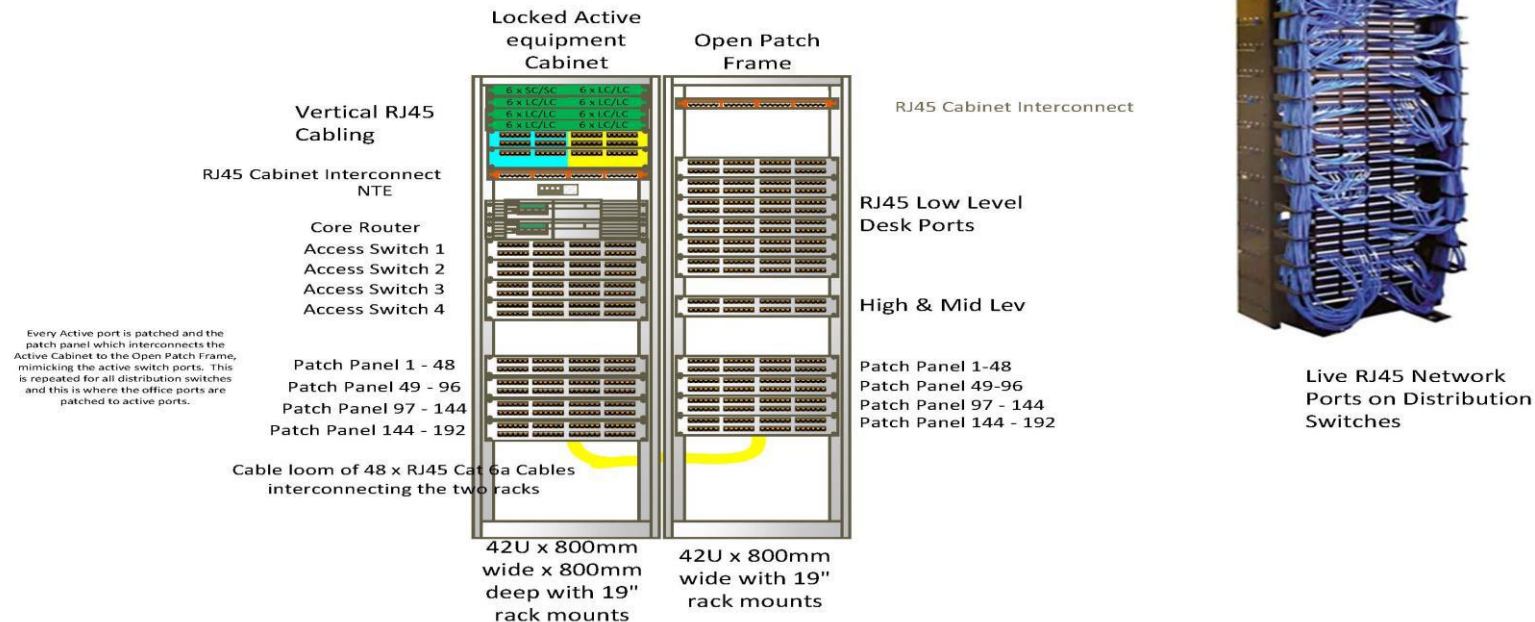 Locked Active
equipment
Cabinet
Open Patch
Frame
6 x SC/SC 6 x LC/LC
6 x LC/LC 6 x LC/LC
6 x LC/LC 6 x LC/LC
6 x LC/LC 6 x LC/LC
Vertical RJ45
Cabling
RJ45 Cabinet Interconnect
NTE
Core Router
Access Switch 1
Access Switch 2
Access Switch 3
Access Switch 4
Every Active port is patched and the
patch panel which interconnects the
Active Cabinet to the Open Patch Frame,
mimicking the active switch ports. This
is repeated for all distribution switches
and this is where the office ports are
patched to active ports.
Patch Panel 1 - 48
Patch Panel 49 - 96
Patch Panel 97 - 144
Patch Panel 144 - 192
Cable loom of 48 x RJ45 Cat 6a Cables
interconnecting the two racks
42U x 800mm
wide x 800mm
deep with 19"
rack mounts
RJ45 Cabinet Interconnect
RJ45 Low Level
Desk Ports
High & Mid Lev
Patch Panel 1-48
Patch Panel 49-96
Patch Panel 97 - 144
Patch Panel 144 - 192
42U x 800mm
wide with 19"
rack mounts
Live RJ45 Network
Ports on Distribution
Switches